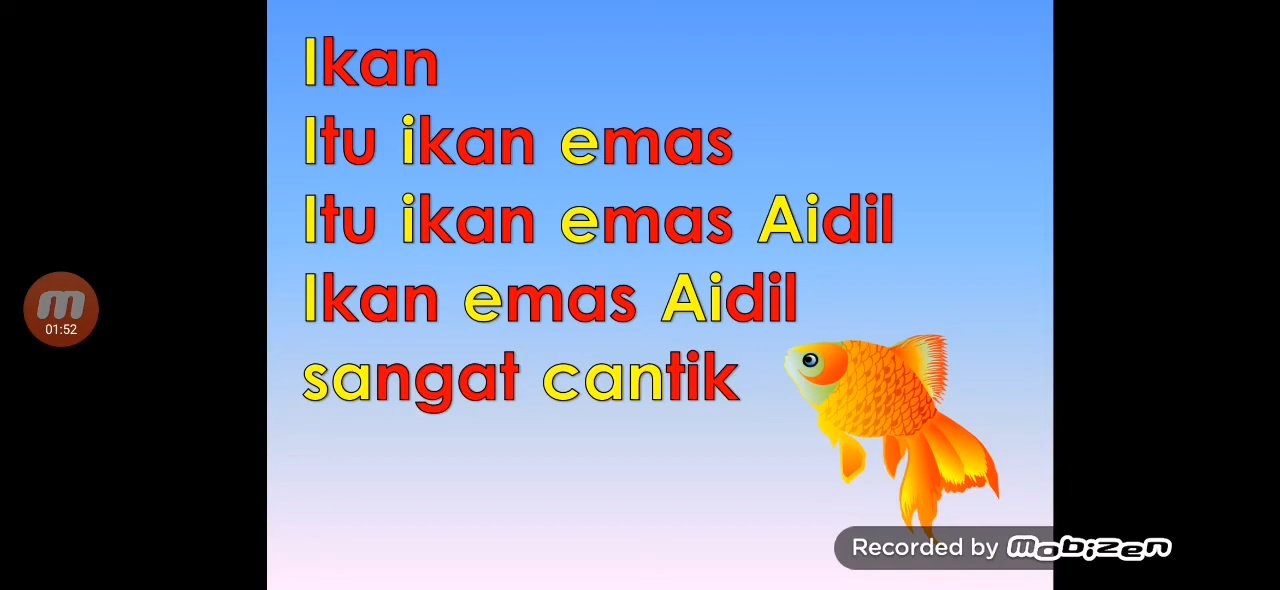 Ikan
Itu ikan emas
Itu ikan emas Aidil
Ikan emas Aidil
sangat cantik
01:52
Recorded by mobizen